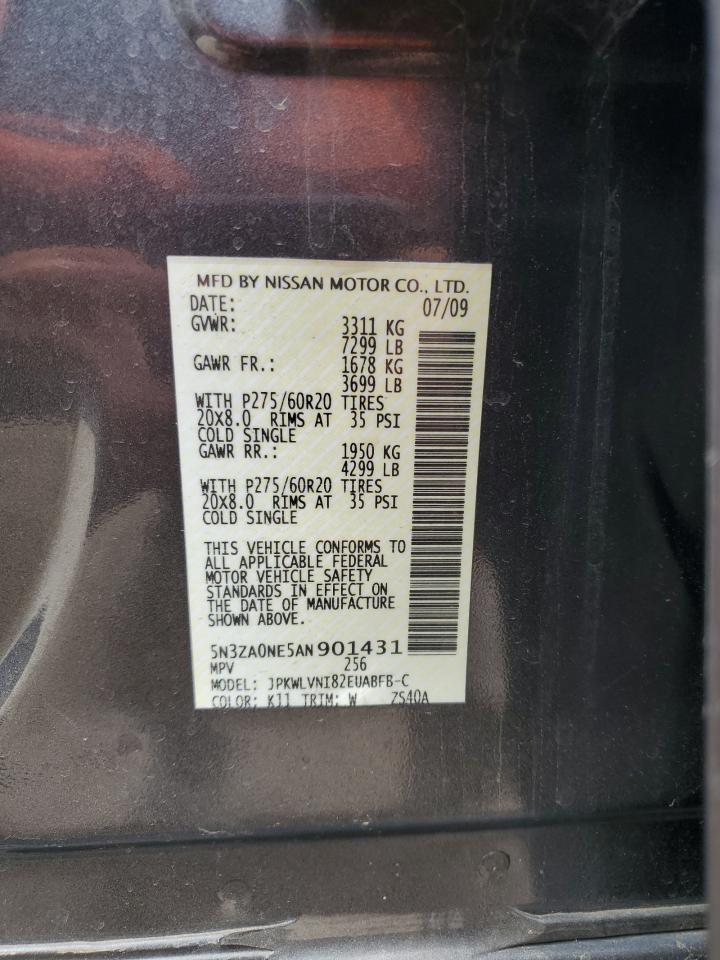 MFD BY NISSAN MOTOR CO., LTD.
DATE: 07/09
GVWR: 3311 KG
7299 LB
GAWR FR.: 1678 KG
3699 LB
WITH P275/60R20 TIRES
20X8.0 RIMS AT 35 PSI
COLD SINGLE
GAWR RR.: 1950 KG
4299 LB
WITH P275/60R20 TIRES
20X8.0 RIMS AT 35 PSI
COLD SINGLE
THIS VEHICLE CONFORMS TO
ALL APPLICABLE FEDERAL
MOTOR VEHICLE SAFETY
STANDARDS IN EFFECT ON
THE DATE OF MANUFACTURE
SHOWN ABOVE.
5N3ZA0NE5AN901431
MPV 256
MODEL: JPKWLVNI82EUABFB-C
COLOR: K11 TRIM: W ZS40A